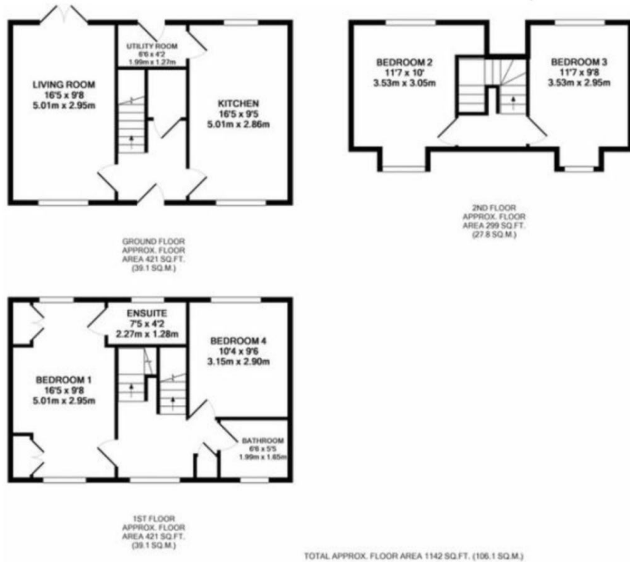 LIVING ROOM
16'5 x 9'8
5.01m x 2.95m
UTILITY ROOM
6'6 x 4'2
1.99m x 1.27m
KITCHEN
16'5 x 9'5
5.01m x 2.86m
GROUND FLOOR
APPROX. FLOOR
AREA 421 SQ.FT.
(39.1 SQ.M.)
BEDROOM 2
11'7 x 10'
3.53m x 3.05m
BEDROOM 3
11'7 x 9'8
3.53m x 2.95m
2ND FLOOR
APPROX. FLOOR
AREA 299 SQ.FT.
(27.8 SQ.M.)
BEDROOM 1
16'5 x 9'8
5.01m x 2.95m
ENSUITE
7'5 x 4'2
2.27m x 1.28m
BEDROOM 4
10'4 x 9'6
3.15m x 2.90m
BATHROOM
6'6 x 5'5
1.99m x 1.65m
1ST FLOOR
APPROX. FLOOR
AREA 421 SQ.FT.
(39.1 SQ.M.)
TOTAL APPROX. FLOOR AREA 1142 SQ.FT. (106.1 SQ.M.)